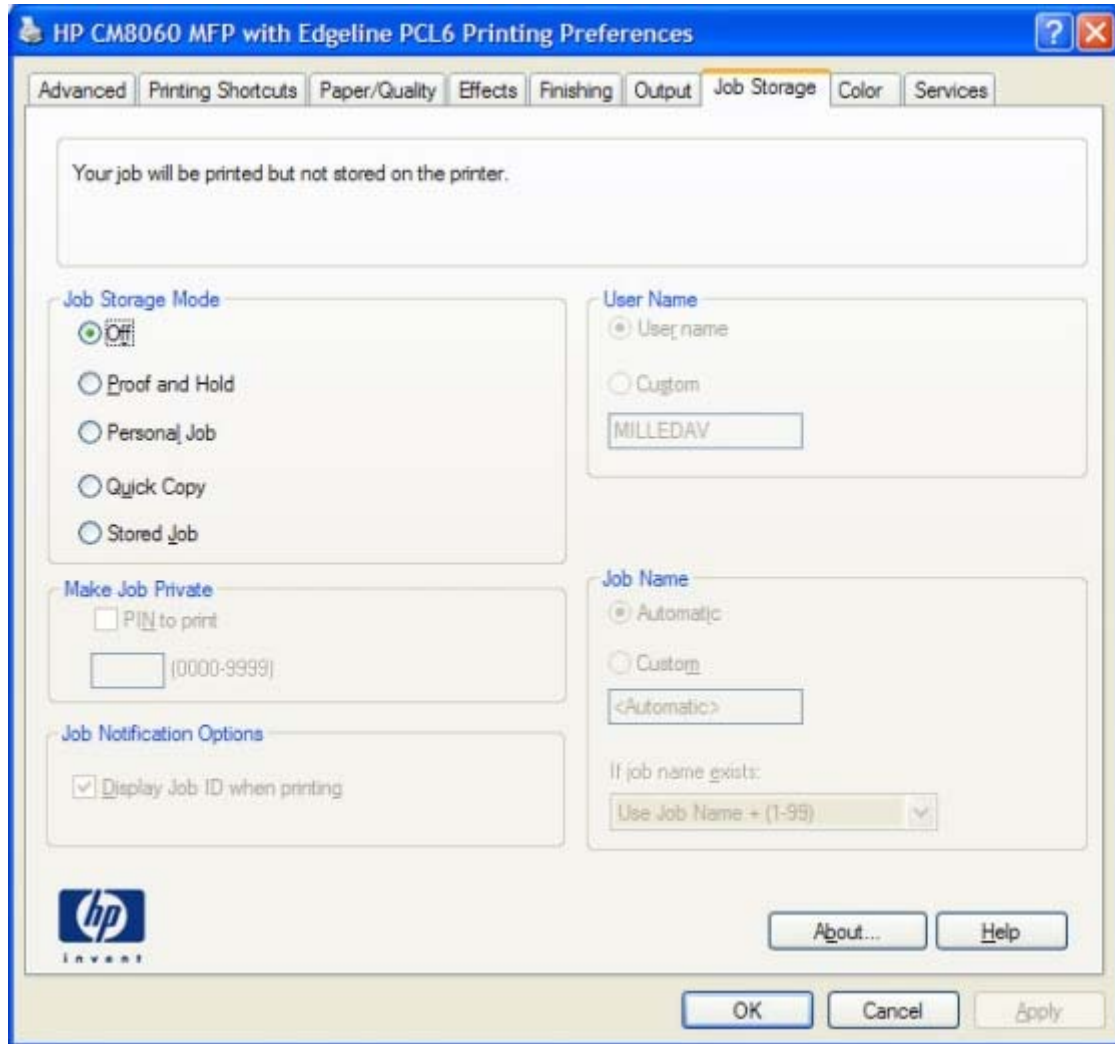 HP CM8060 MFP with Edgeline PCL6 Printing Preferences
Advanced Printing Shortcuts Paper/Quality Effects Finishing Output Job Storage Color Services
Your job will be printed but not stored on the printer.
Job Storage Mode
Off
Proof and Hold
Personal Job
Quick Copy
Stored Job
User Name
User name
Custom
MILLEDAV
Make Job Private
PIN to print
(0000-9999)
Job Notification Options
Display Job ID when printing
Job Name
Automatic
Custom
<Automatic>
If job name exists:
Use Job Name + (1-99)
hp
invent
About...
Help
OK
Cancel
Apply